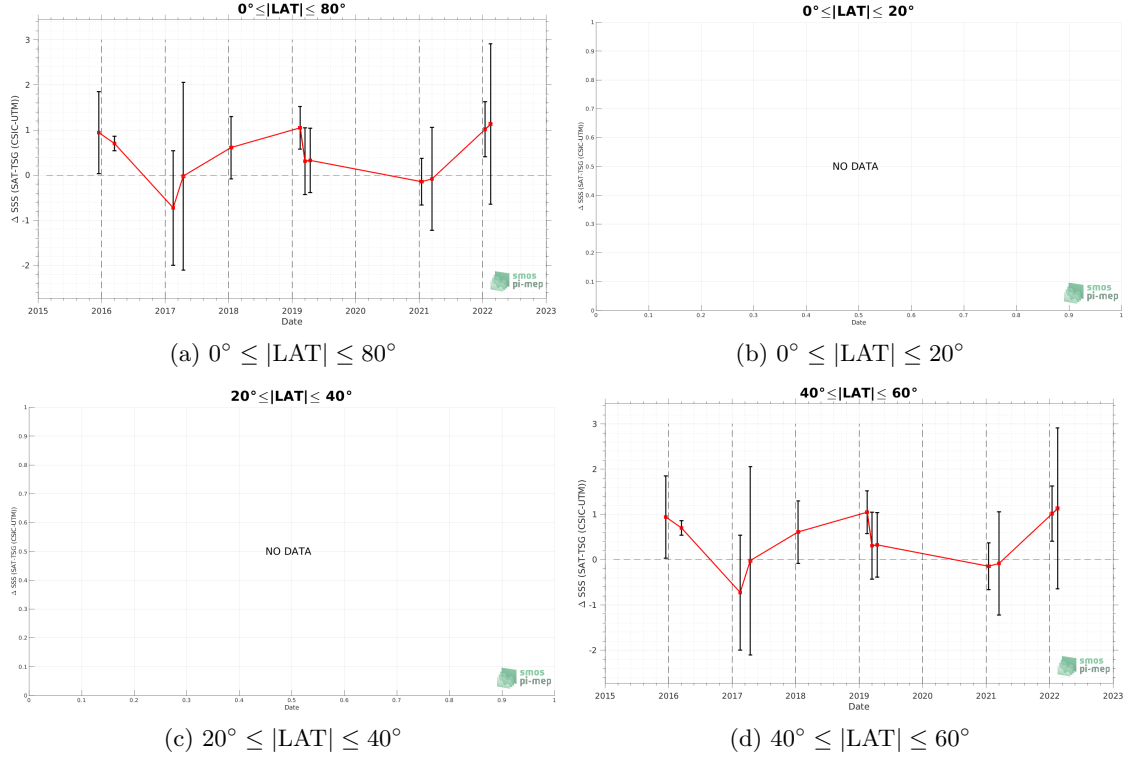 0°≤|LAT|≤ 80°
Δ SSS (SAT-TSG (CSIC-UTM))
3
2
1
0
-1
-2
2015 2016 2017 2018 2019 2020 2021 2022 2023
Date
smos
pi-mep
(a) 0° ≤ |LAT| ≤ 80°
0°≤|LAT|≤ 20°
Δ SSS (SAT-TSG (CSIC-UTM))
1
0.9
0.8
0.7
0.6
0.5
0.4
0.3
0.2
0.1
0
NO DATA
0 0.1 0.2 0.3 0.4 0.5 0.6 0.7 0.8 0.9 1
Date
smos
pi-mep
(b) 0° ≤ |LAT| ≤ 20°
20°≤|LAT|≤ 40°
Δ SSS (SAT-TSG (CSIC-UTM))
1
0.9
0.8
0.7
0.6
0.5
0.4
0.3
0.2
0.1
0
NO DATA
0 0.1 0.2 0.3 0.4 0.5 0.6 0.7 0.8 0.9 1
Date
smos
pi-mep
(c) 20° ≤ |LAT| ≤ 40°
40°≤|LAT|≤ 60°
Δ SSS (SAT-TSG (CSIC-UTM))
3
2
1
0
-1
-2
2015 2016 2017 2018 2019 2020 2021 2022 2023
Date
smos
pi-mep
(d) 40° ≤ |LAT| ≤ 60°